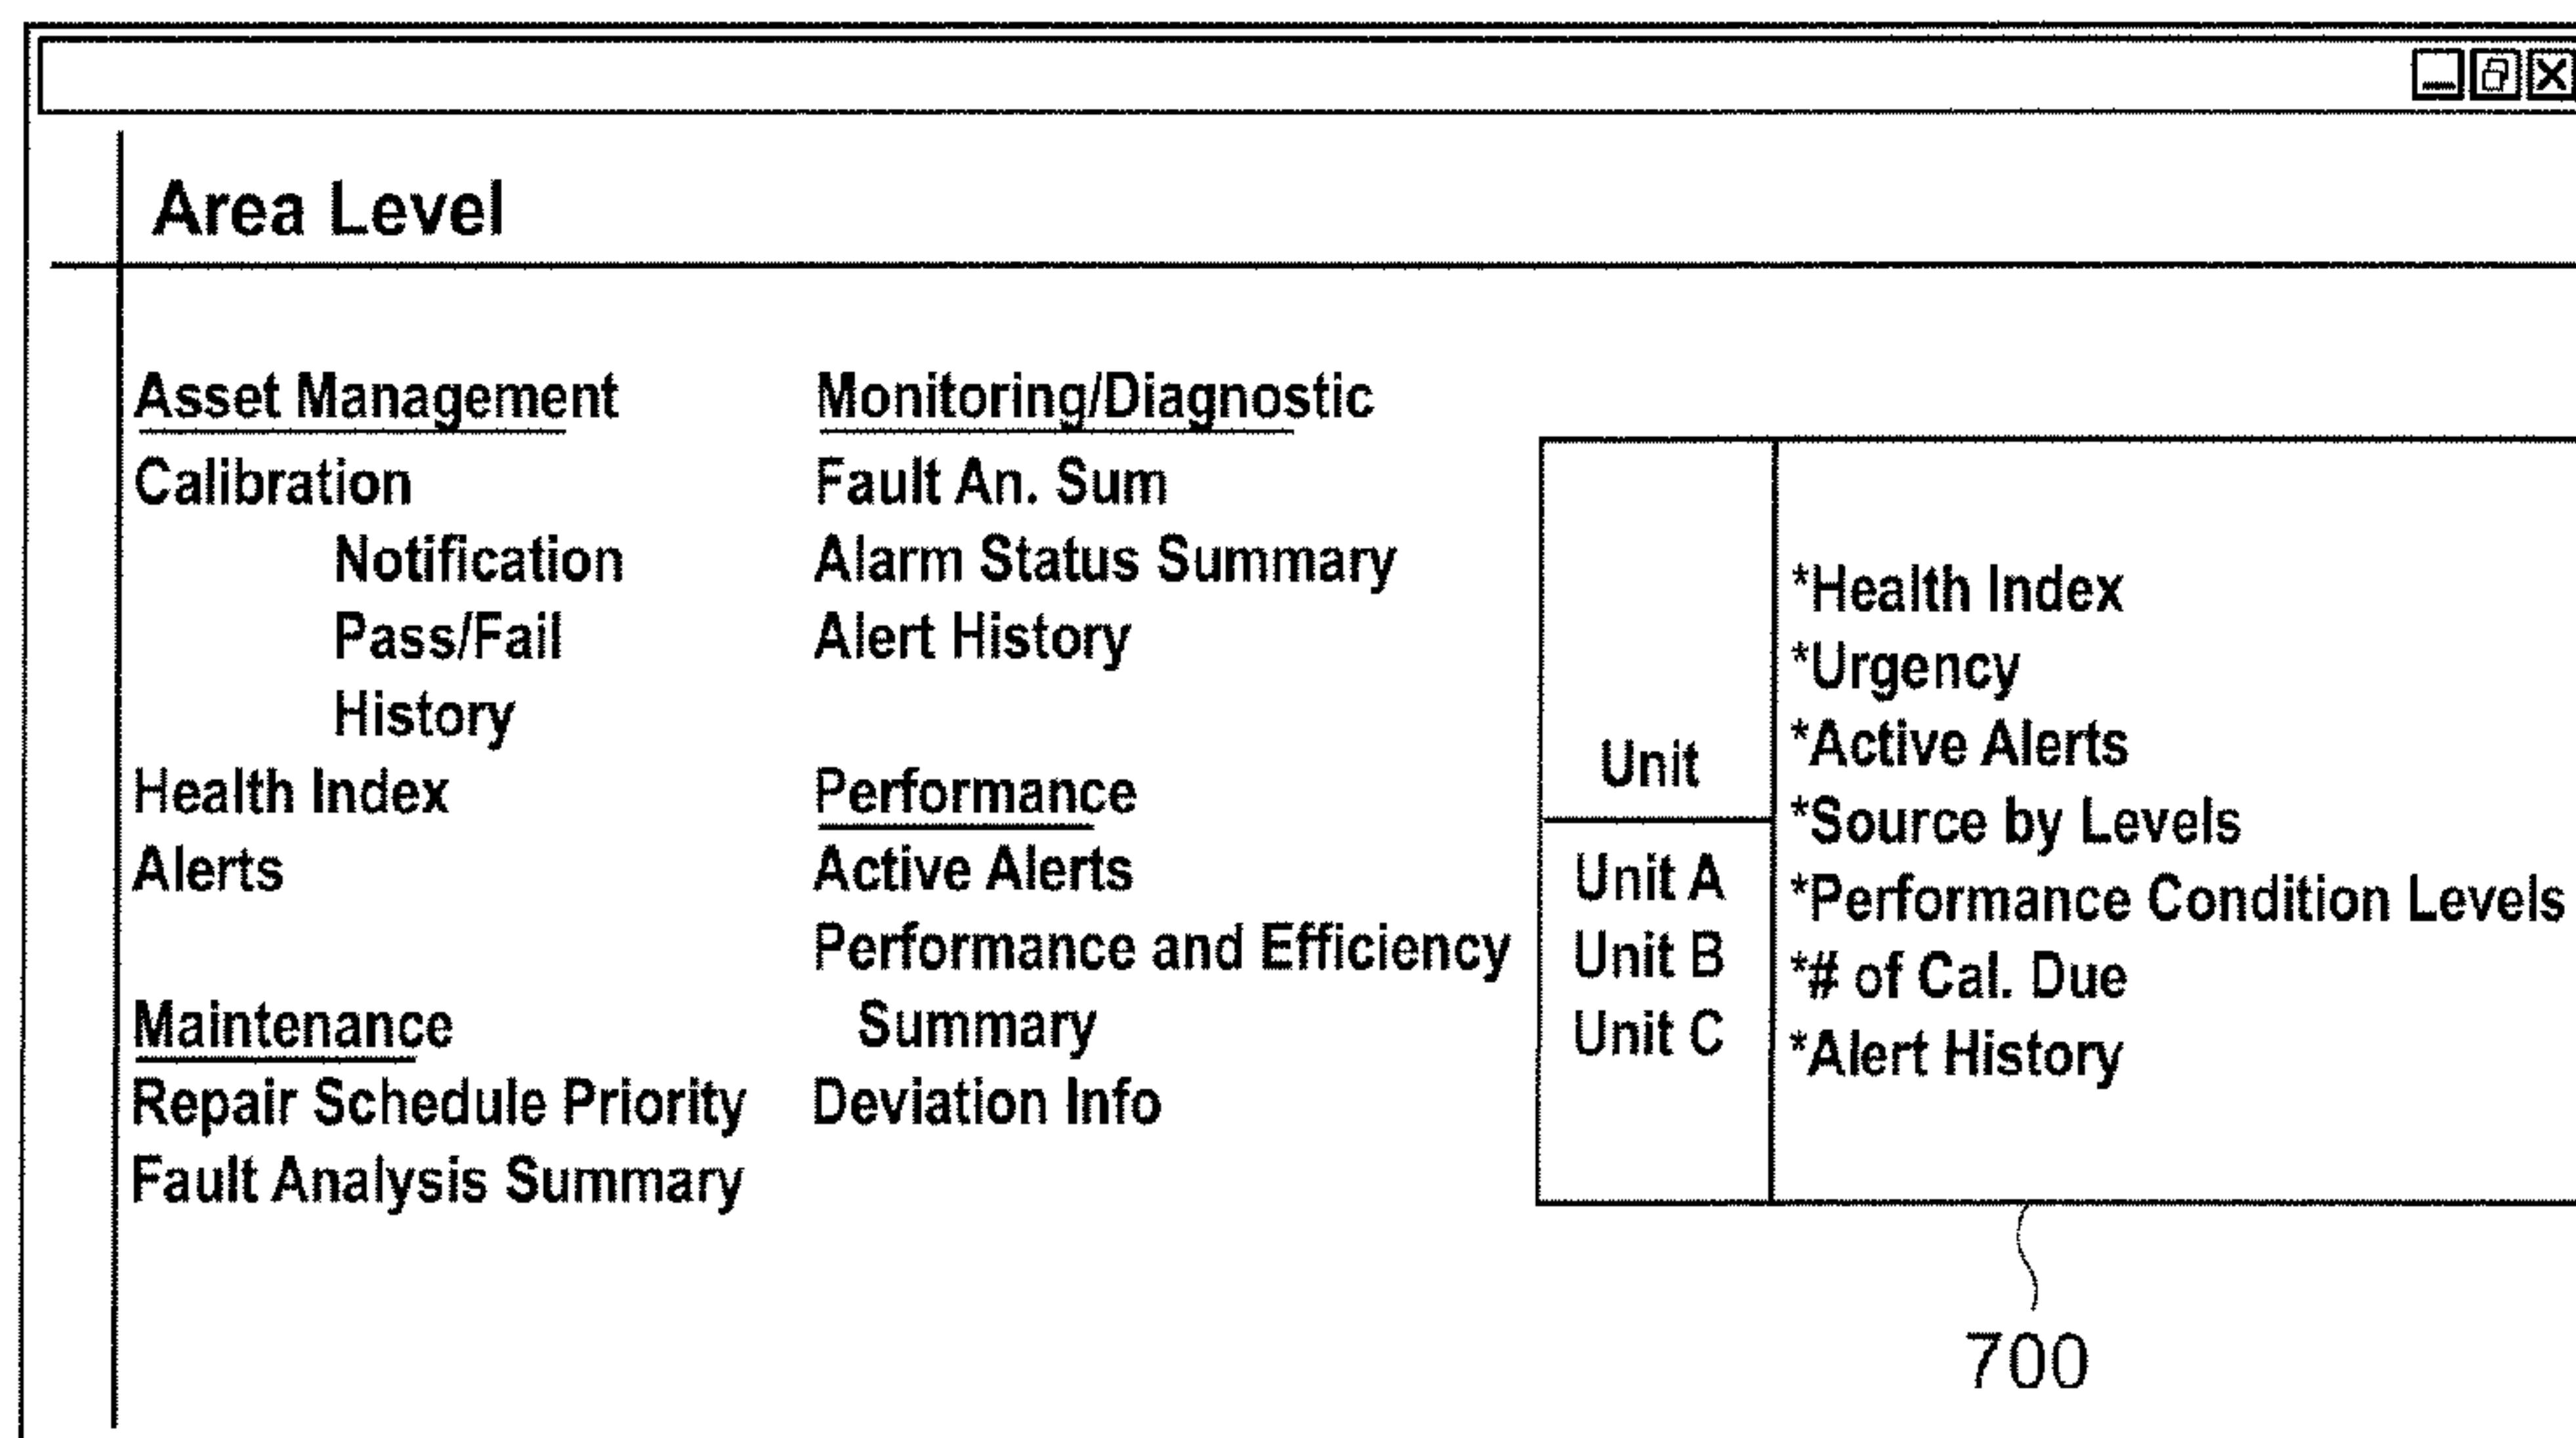 Area Level
Asset Management
Calibration
Notification
Pass/Fail
History
Health Index
Alerts
Maintenance
Repair Schedule Priority
Fault Analysis Summary
Monitoring/Diagnostic
Fault An. Sum
Alarm Status Summary
Alert History
Performance
Active Alerts
Performance and Efficiency
Summary
Deviation Info
Unit
Unit A
Unit B
Unit C
*Health Index
*Urgency
*Active Alerts
*Source by Levels
*Performance Condition Levels
*# of Cal. Due
*Alert History
700